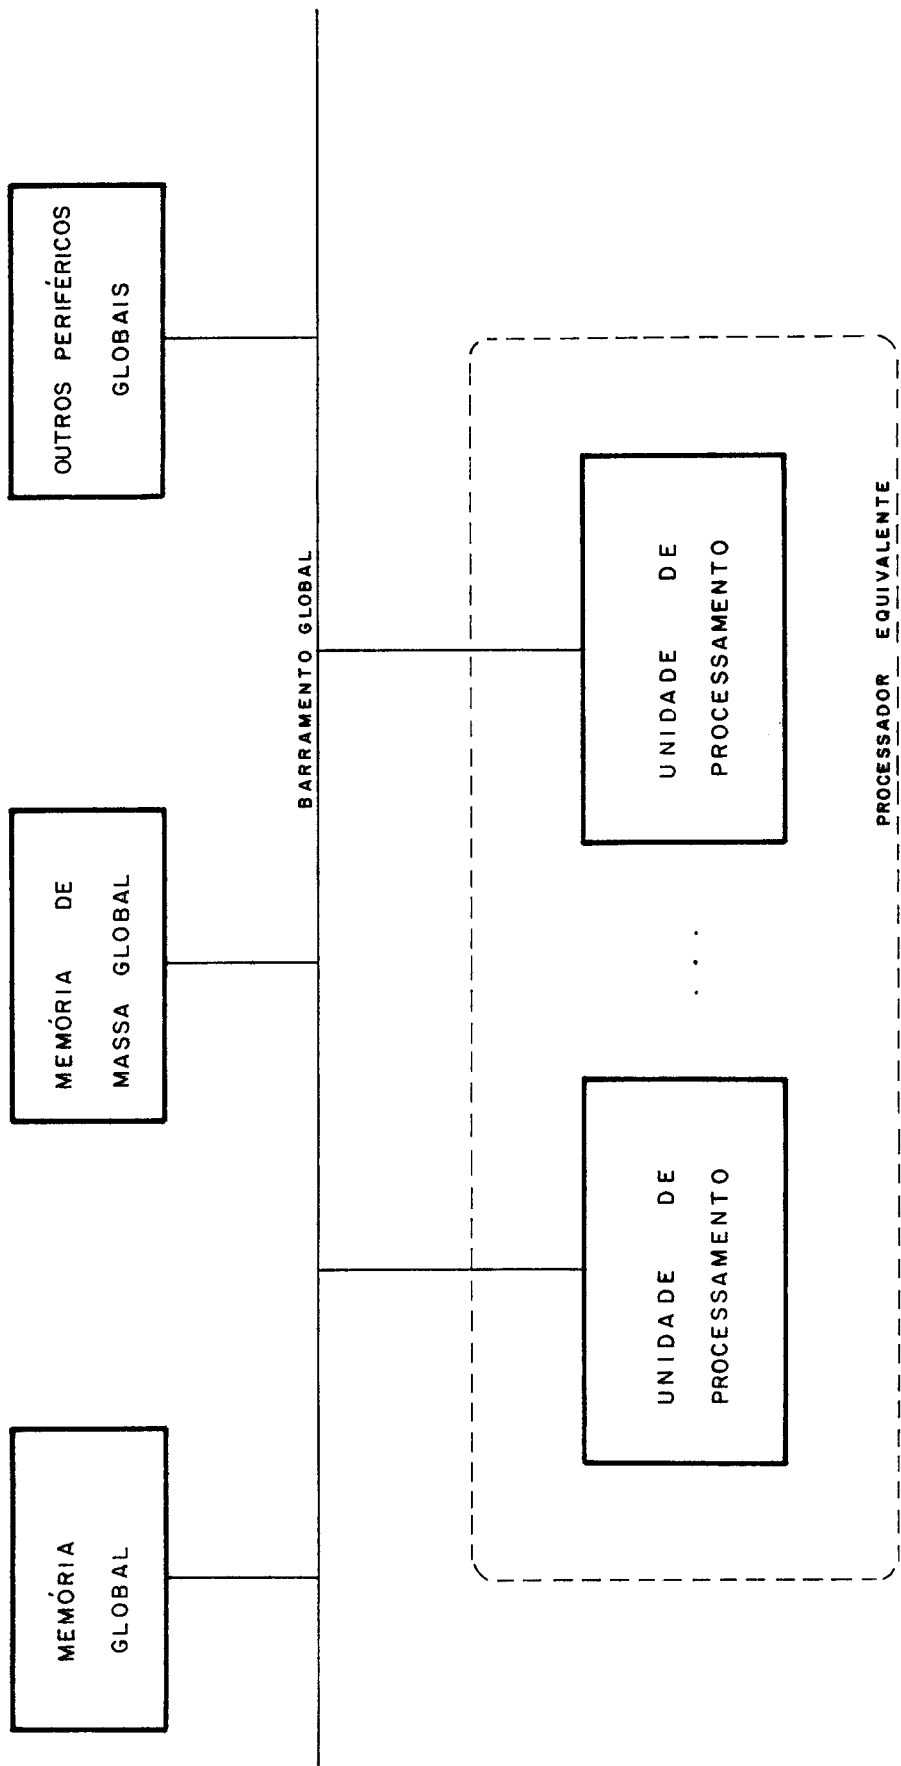 MEMÓRIA
GLOBAL
MEMÓRIA DE
MASSA GLOBAL
OUTROS PERIFÉRICOS
GLOBAIS
BARRAMENTO GLOBAL
UNIDADE DE
PROCESSAMENTO
. . .
UNIDADE DE
PROCESSAMENTO
PROCESSADOR EQUIVALENTE